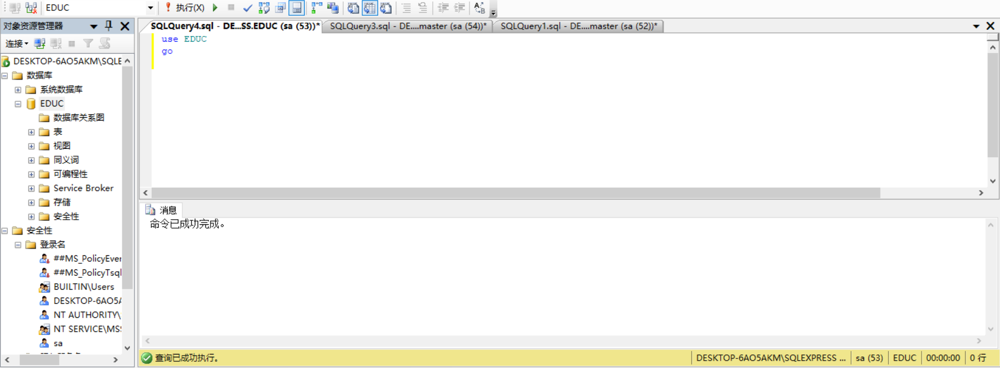 EDUC
执行(X)
对象资源管理器
连接
DESKTOP-6AO5AKM\SQLE
数据库
系统数据库
EDUC
数据库关系图
表
视图
同义词
可编程性
Service Broker
存储
安全性
安全性
登录名
##MS_PolicyEver
##MS_PolicyTsql
BUILTIN\Users
DESKTOP-6AO5A
NT AUTHORITY\
NT SERVICE\MSS
sa
SQLQuery4.sql - DE...SS.EDUC (sa (53))*
SQLQuery3.sql - DE....master (sa (54))*
SQLQuery1.sql - DE....master (sa (52))*
use EDUC
go
消息
命令已成功完成。
查询已成功执行。
DESKTOP-6AO5AKM\SQLEXPRESS ...
sa (53)
EDUC
00:00:00
0 行